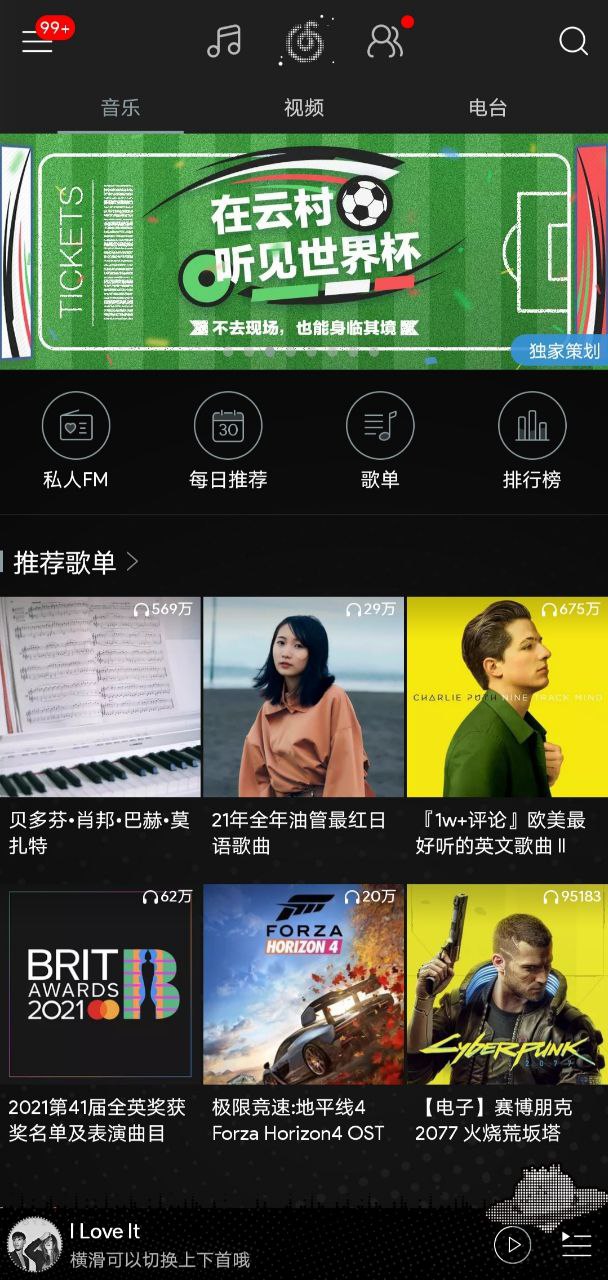 99+
音乐
视频
电台
TICKETS
在云村
听见世界杯
不去现场，也能身临其境
独家策划
30
私人FM
每日推荐
歌单
排行榜
推荐歌单
569万
29万
675万
CHARLIE PUTH NINE TRACK MIND
贝多芬•肖邦•巴赫•莫
扎特
21年全年油管最红日
语歌曲
『1w+评论』欧美最
好听的英文歌曲Ⅱ
62万
20万
95183
BRIT
AWARDS
2021
FORZA
HORIZON 4
CYBERPUNK
2077
2021第41届全英奖获
奖名单及表演曲目
极限竞速:地平线4
Forza Horizon4 OST
【电子】赛博朋克
2077 火烧荒坂塔
I Love It
横滑可以切换上下首哦